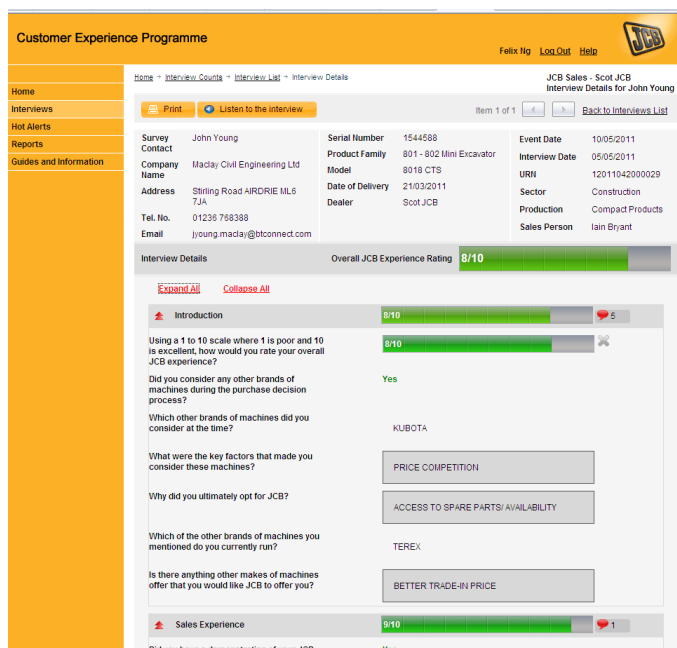 Customer Experience Programme
Felix Ng Log Out Help
JCB
Home → Interview Counts → Interview List → Interview Details
JCB Sales - Scot JCB
Interview Details for John Young
Home
Interviews
Hot Alerts
Reports
Guides and Information
Print
Listen to the interview
Item 1 of 1
Back to Interviews List
Survey Contact John Young
Company Name Maclay Civil Engineering Ltd
Address Stirling Road AIRDRIE ML6 7JA
Tel. No. 01236 768388
Email jyoung.maclay@btconnect.com
Serial Number 1544588
Product Family 801 - 802 Mini Excavator
Model 8018 CTS
Date of Delivery 21/03/2011
Dealer Scot JCB
Event Date 10/05/2011
Interview Date 05/05/2011
URN 12011042000029
Sector Construction
Production Compact Products
Sales Person Iain Bryant
Interview Details
Overall JCB Experience Rating 8/10
Expand All Collapse All
Introduction 8/10 5
Using a 1 to 10 scale where 1 is poor and 10
is excellent, how would you rate your overall
JCB experience?
8/10
Did you consider any other brands of
machines during the purchase decision
process?
Yes
Which other brands of machines did you
consider at the time?
KUBOTA
What were the key factors that made you
consider these machines?
PRICE COMPETITION
Why did you ultimately opt for JCB?
ACCESS TO SPARE PARTS/ AVAILABILITY
Which of the other brands of machines you
mentioned do you currently run?
TEREX
Is there anything other makes of machines
offer that you would like JCB to offer you?
BETTER TRADE-IN PRICE
Sales Experience 9/10 1